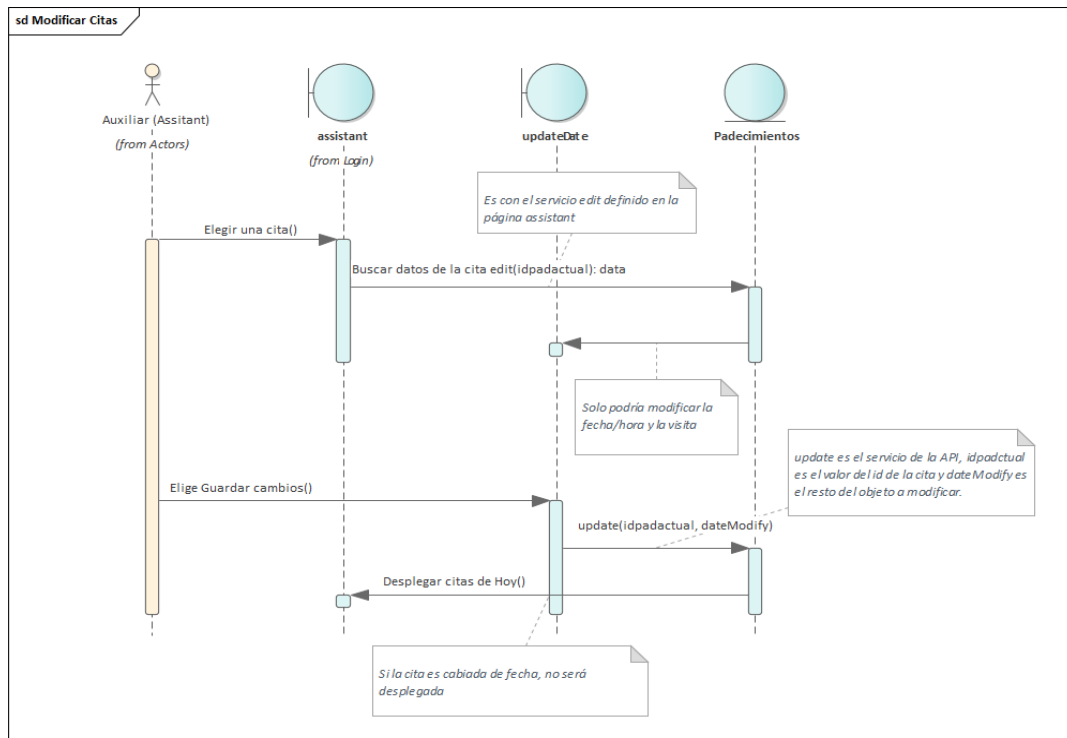 sd Modificar Citas
Auxiliar (Assitant)
(from Actors)
assistant
(from Login)
updateDate
Padecimientos
Es con el servicio edit definido en la
página assistant
Elegir una cita()
Buscar datos de la cita edit(idpadactual): data
Solo podría modificar la
fecha/hora y la visita
update es el servicio de la API, idpadctual
es el valor del id de la cita y dateModify es
el resto del objeto a modificar.
Elige Guardar cambios()
update(idpadactual, dateModify)
Desplegar citas de Hoy()
Si la cita es cabiada de fecha, no será
desplegada